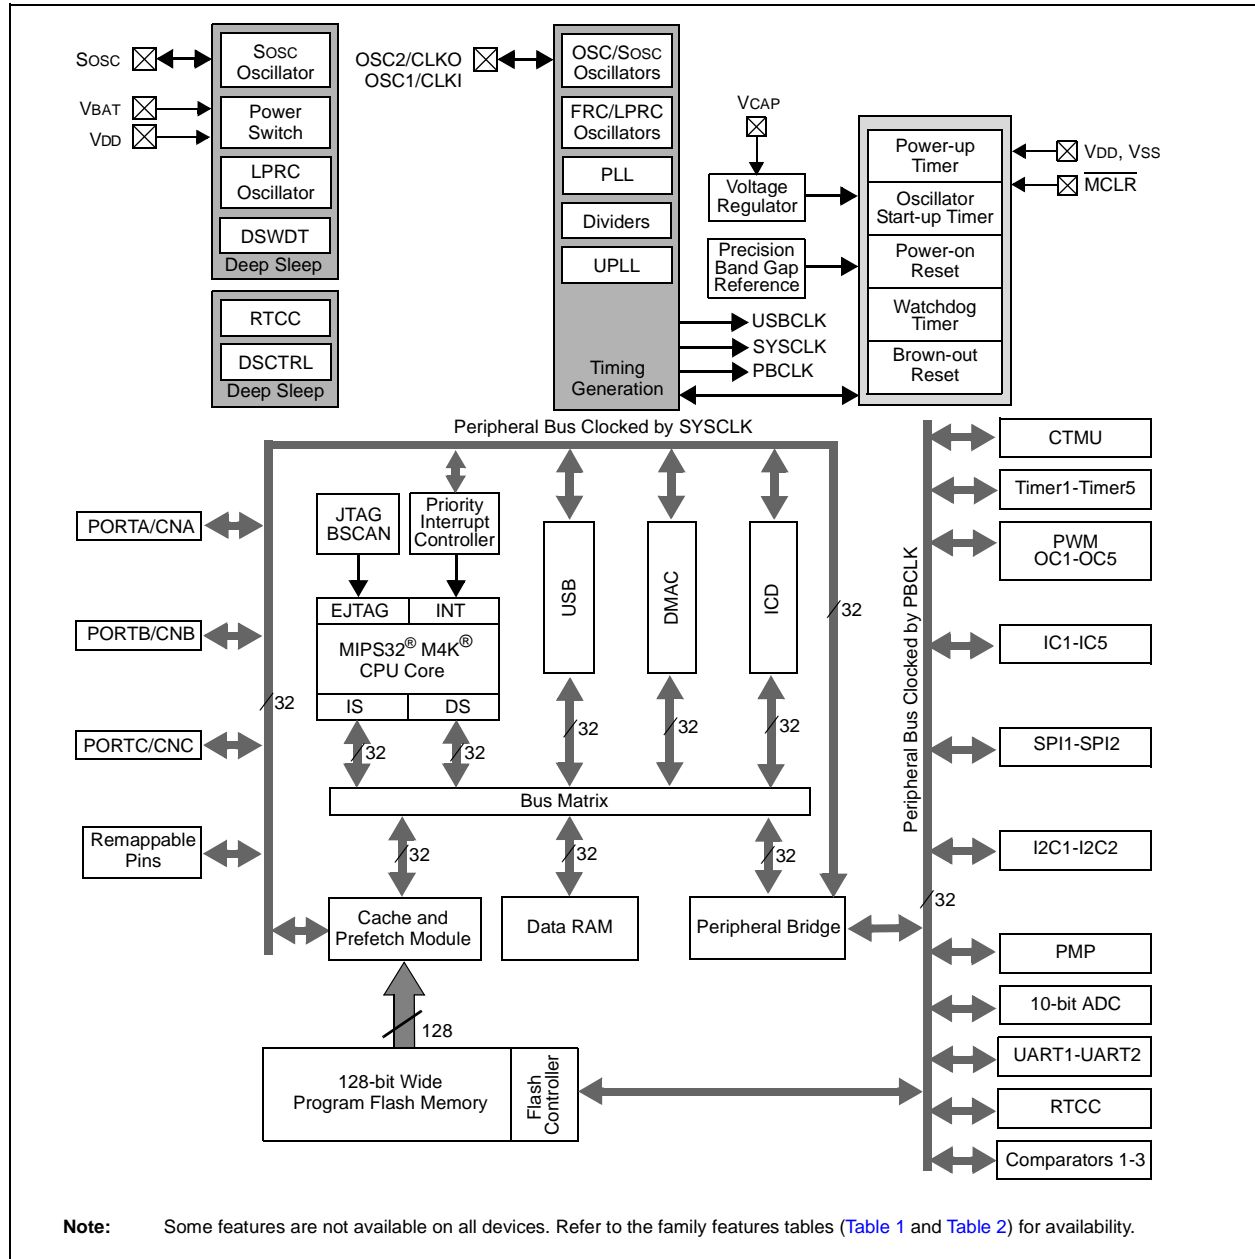 Sosc
Sosc
Oscillator
VBAT
VDD
Power
Switch
LPRC
Oscillator
DSWDT
Deep Sleep
RTCC
DSCTRL
Deep Sleep
OSC2/CLKO
OSC1/CLKI
OSC/Sosc
Oscillators
FRC/LPRC
Oscillators
PLL
Dividers
UPLL
Timing
Generation
USBCLK
SYSCLK
PBCLK
VCAP
Voltage
Regulator
Precision
Band Gap
Reference
Power-up
Timer
Oscillator
Start-up Timer
Power-on
Reset
Watchdog
Timer
Brown-out
Reset
VDD, VSS
MCLR
Peripheral Bus Clocked by SYSCLK
PORTA/CNA
PORTB/CNB
PORTC/CNC
Remappable
Pins
32
JTAG
BSCAN
Priority
Interrupt
Controller
EJTAG
INT
MIPS32® M4K®
CPU Core
IS
DS
32
32
USB
32
DMAC
32
ICD
32
32
Bus Matrix
32
32
32
Cache and
Prefetch Module
Data RAM
Peripheral Bridge
128
128-bit Wide
Program Flash Memory
Flash
Controller
Peripheral Bus Clocked by PBCLK
32
CTMU
Timer1-Timer5
PWM
OC1-OC5
IC1-IC5
SPI1-SPI2
I2C1-I2C2
PMP
10-bit ADC
UART1-UART2
RTCC
Comparators 1-3
Note: Some features are not available on all devices. Refer to the family features tables (Table 1 and Table 2) for availability.